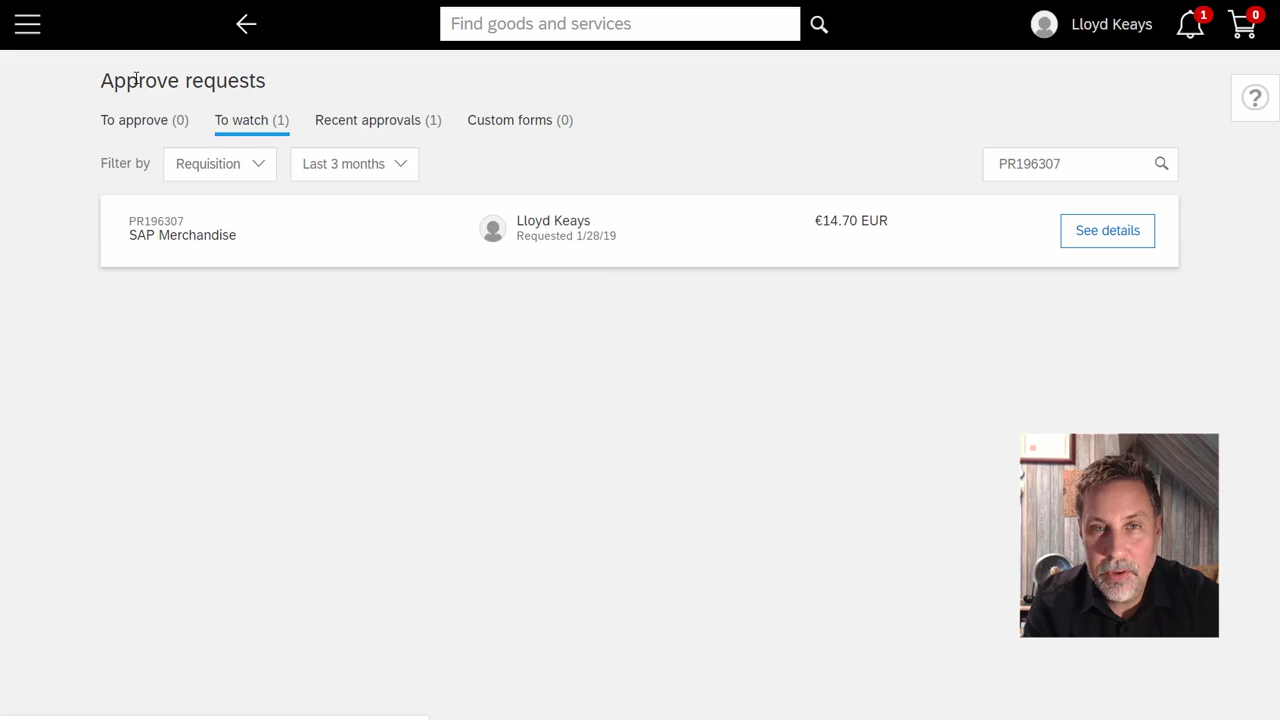 Find goods and services
Lloyd Keays
1
0
Approve requests
?
To approve (0) To watch (1) Recent approvals (1) Custom forms (0)
Filter by Requisition Last 3 months PR196307
PR196307
SAP Merchandise
Lloyd Keays
Requested 1/28/19
€14.70 EUR
See details